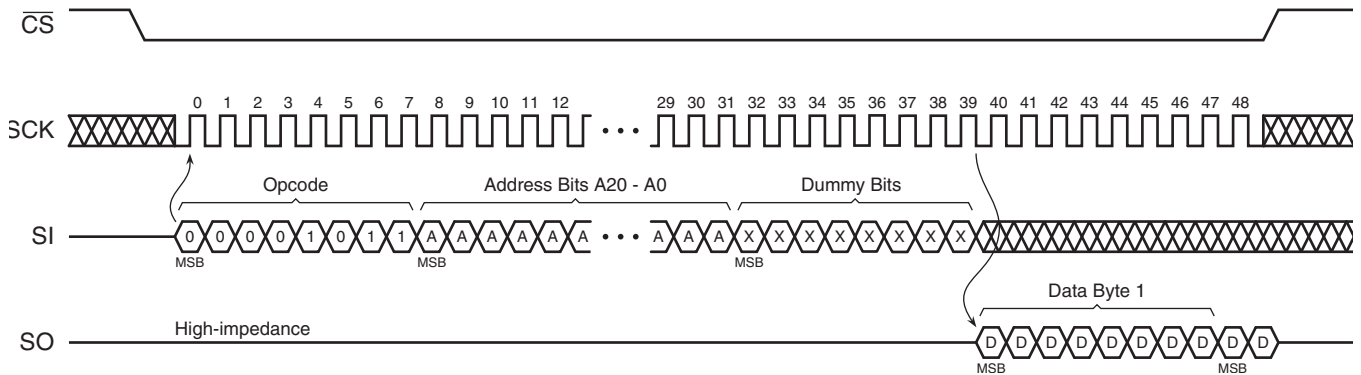 CS
0 1 2 3 4 5 6 7 8 9 10 11 12 29 30 31 32 33 34 35 36 37 38 39 40 41 42 43 44 45 46 47 48
SCK
Opcode Address Bits A20 - A0 Dummy Bits
SI 0 0 0 0 1 0 1 1 A A A A A A A A A X X X X X X X X
MSB MSB MSB
Data Byte 1
High-impedance
SO D D D D D D D D D D
MSB MSB